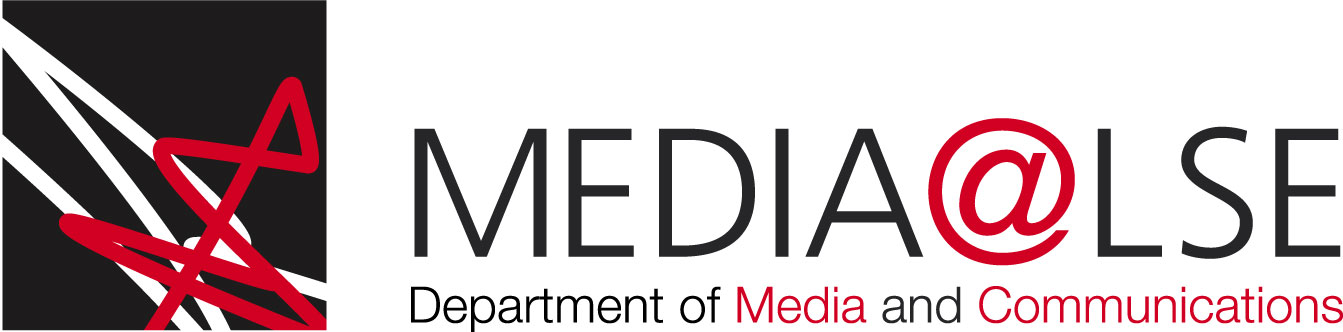 MEDIA@LSE
Department of Media and Communications